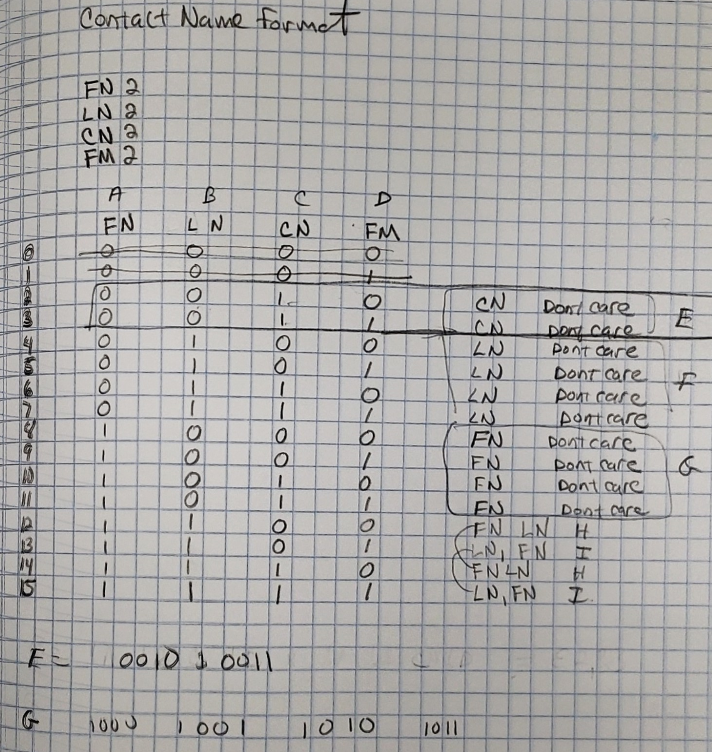 Contact Name Format
FN 2
LN 2
CN 2
FM 2
A B C D
FN LN CN FM
0 0 0 0 0
1 0 0 0 1
2 0 0 1 0 CN Dont care
3 0 0 1 1 CN Dont care E
4 0 1 0 0 LN Dont care
5 0 1 0 1 LN Dont care F
6 0 1 1 0 LN Dont care
7 0 1 1 1 LN Dont care
8 1 0 0 0 FN Dont care
9 1 0 0 1 FN Dont care G
10 1 0 1 0 FN Dont care
11 1 0 1 1 FN Dont care
12 1 1 0 0 FN LN H
13 1 1 0 1 LN, FN I
14 1 1 1 0 FN LN H
15 1 1 1 1 LN, FN I
E = 0010 0011
G 1000 1001 1010 1011